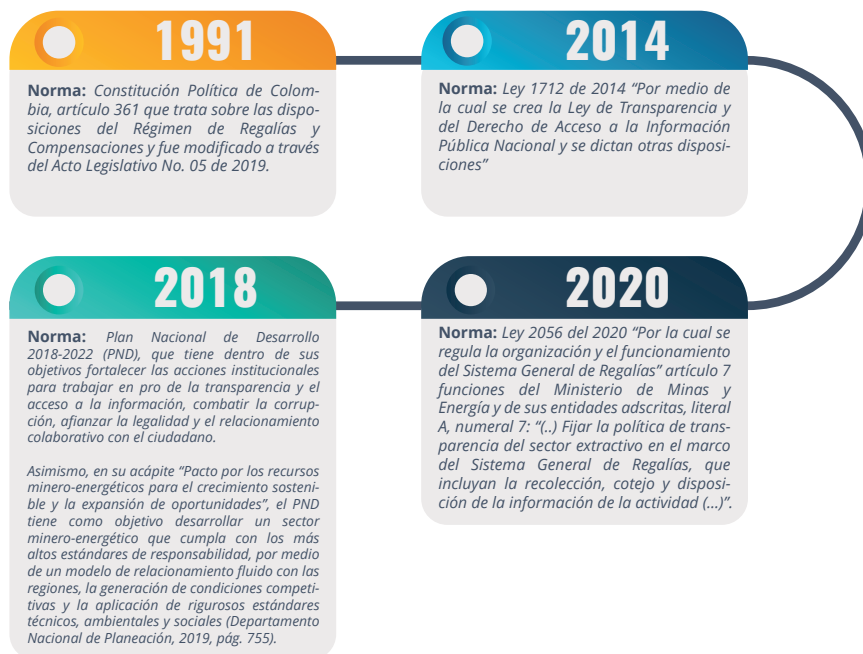 1991
Norma: Constitución Política de Colom-
bia, artículo 361 que trata sobre las dispo-
siciones del Régimen de Regalías y
Compensaciones y fue modificado a través
del Acto Legislativo No. 05 de 2019.
2014
Norma: Ley 1712 de 2014 “Por medio de
la cual se crea la Ley de Transparencia y
del Derecho de Acceso a la Información
Pública Nacional y se dictan otras disposi-
ciones”
2018
Norma: Plan Nacional de Desarrollo
2018-2022 (PND), que tiene dentro de sus
objetivos fortalecer las acciones institucionales
para trabajar en pro de la transparencia y el
acceso a la información, combatir la corrup-
ción, afianzar la legalidad y el relacionamiento
colaborativo con el ciudadano.
Asimismo, en su acápite “Pacto por los recursos
minero-energéticos para el crecimiento sosteni-
ble y la expansión de oportunidades”, el PND
tiene como objetivo desarrollar un sector
minero-energético que cumpla con los más
altos estándares de responsabilidad, por medio
de un modelo de relacionamiento fluido con las
regiones, la generación de condiciones competi-
tivas y la aplicación de rigurosos estándares
técnicos, ambientales y sociales (Departamento
Nacional de Planeación, 2019, pág. 755).
2020
Norma: Ley 2056 del 2020 “Por la cual se
regula la organización y el funcionamiento
del Sistema General de Regalías” artículo 7
funciones del Ministerio de Minas y
Energía y de sus entidades adscritas, literal
A, numeral 7: “(..) Fijar la política de trans-
parencia del sector extractivo en el marco
del Sistema General de Regalías, que
incluyan la recolección, cotejo y disposi-
ción de la información de la actividad (...)”.